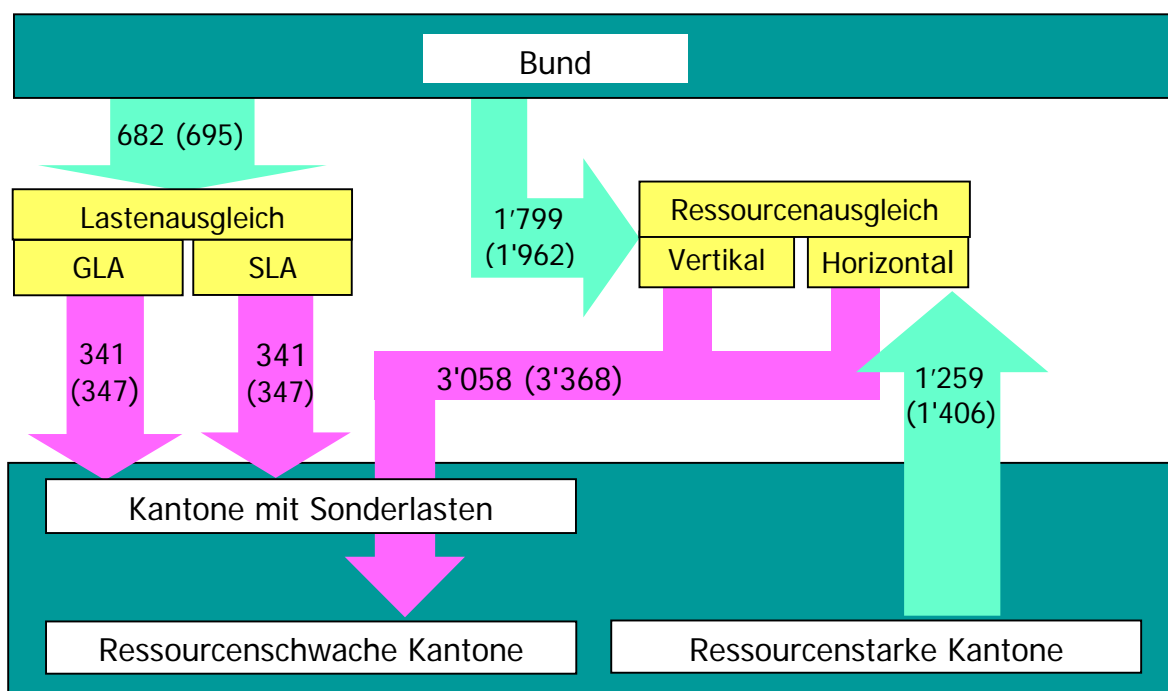 Bund
682 (695)
Lastenausgleich
GLA
SLA
1’799
(1'962)
Ressourcenausgleich
Vertikal
Horizontal
341
(347)
341
(347)
3'058 (3'368)
1’259
(1'406)
Kantone mit Sonderlasten
Ressourcenschwache Kantone
Ressourcenstarke Kantone